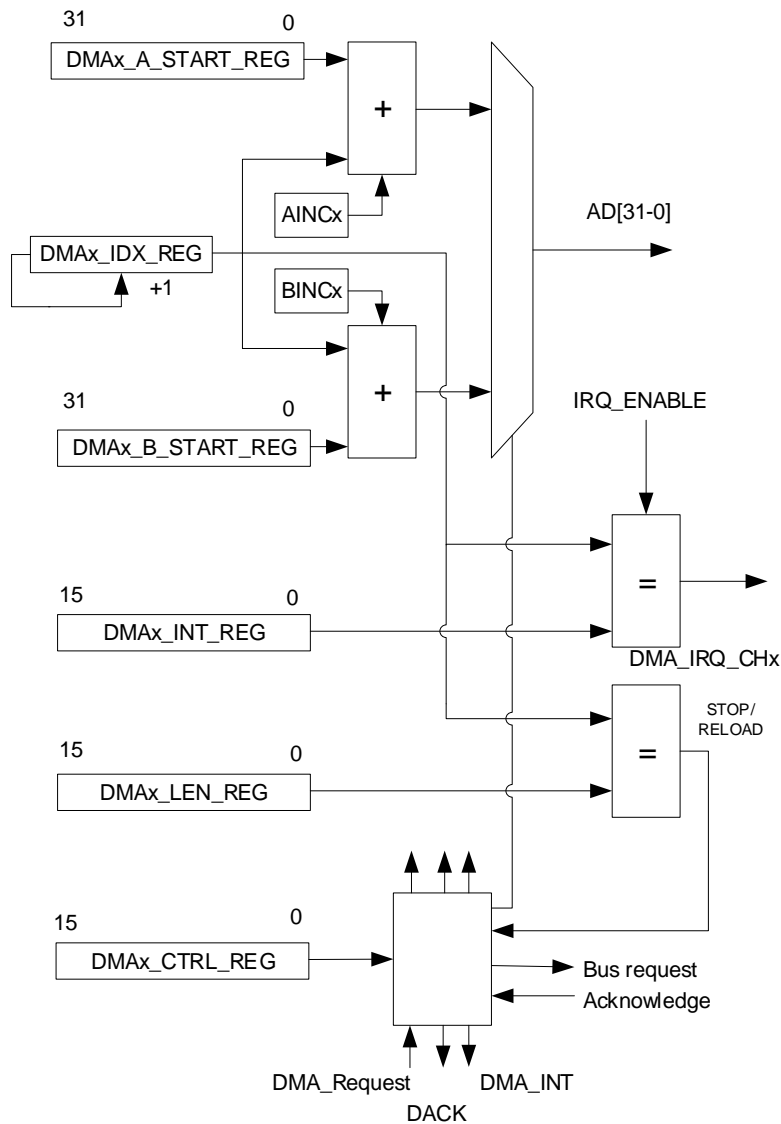 31
0
DMAx_A_START_REG
+
AINCx
AD[31-0]
DMAx_IDX_REG
+1
BINCx
31
0
+
IRQ_ENABLE
DMAx_B_START_REG
15
0
=
DMAx_INT_REG
DMA_IRQ_CHx
STOP/
RELOAD
15
0
=
DMAx_LEN_REG
15
0
DMAx_CTRL_REG
Bus request
Acknowledge
DMA_Request
DMA_INT
DACK